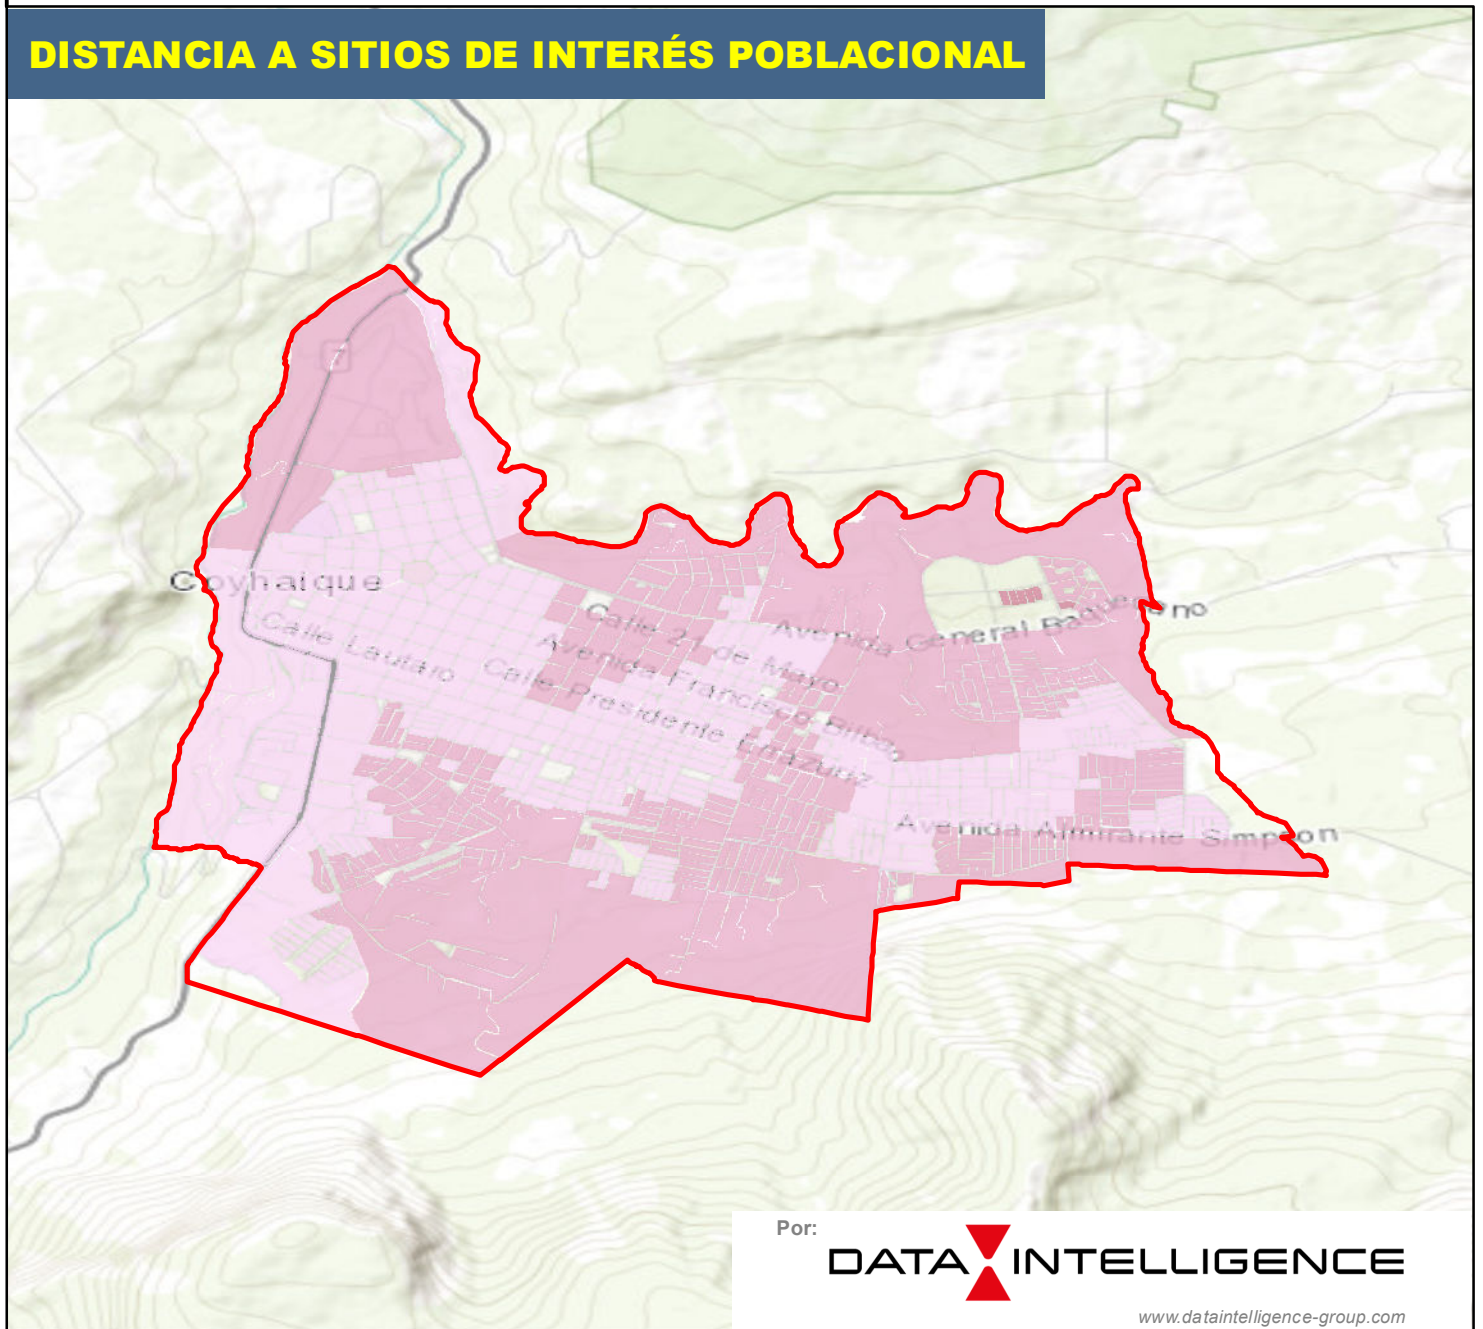 DISTANCIA A SITIOS DE INTERÉS POBLACIONAL
7
Coyhaique
Calle Lautaro
Calle 21 de Mayo
Avenida General Baquedano
Avenida Francisco Bilbao
Calle Presidente Errázuriz
Avenida Almirante Simpson
Por:
DATA INTELLIGENCE
www.dataintelligence-group.com